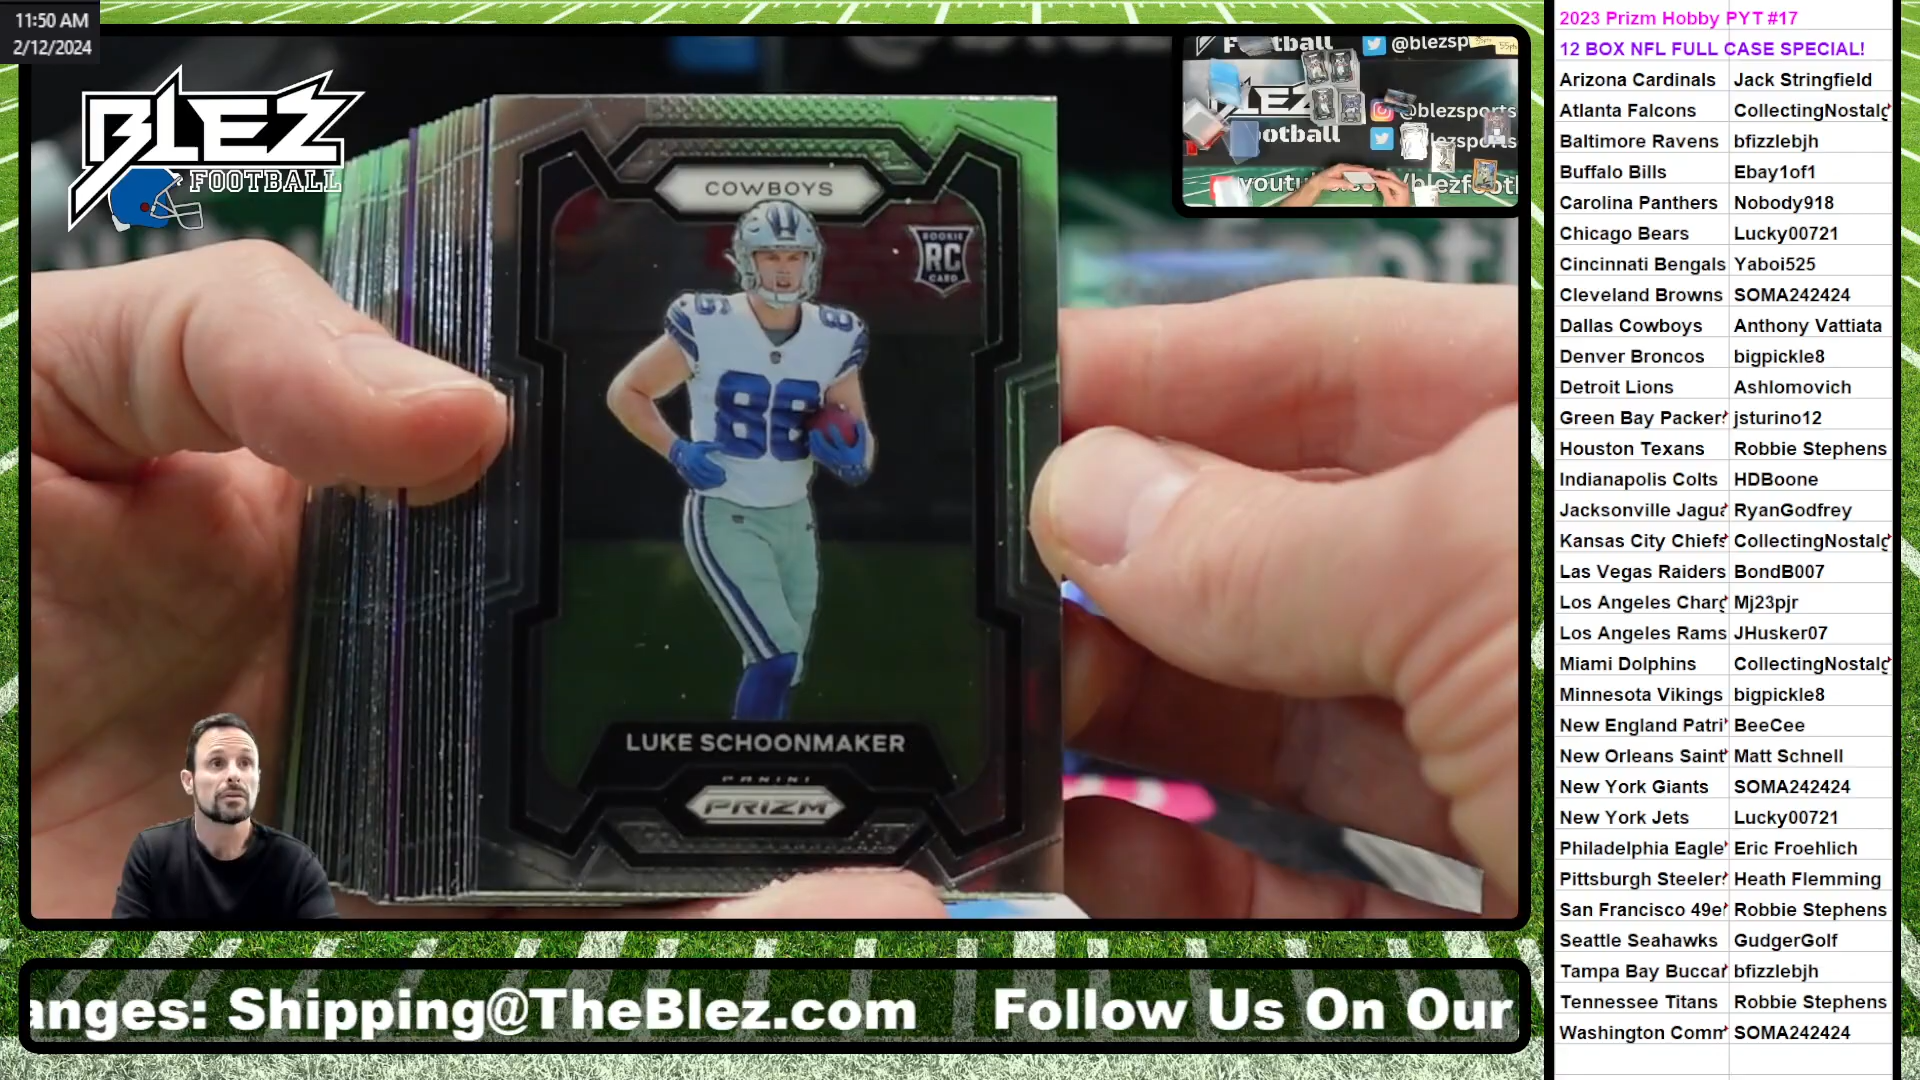 11:50 AM
2/12/2024
BLEZ
FOOTBALL
COWBOYS
ROOKIE
RC
CARD
86
88
LUKE SCHOONMAKER
PANINI
PRIZM
Football @blezsp
@blezsports
ootball
lezsports
anges: Shipping@TheBlez.com Follow Us On Our
2023 Prizm Hobby PYT #17
12 BOX NFL FULL CASE SPECIAL!
Arizona Cardinals Jack Stringfield
Atlanta Falcons CollectingNostalg
Baltimore Ravens bfizzlebjh
Buffalo Bills Ebay1of1
Carolina Panthers Nobody918
Chicago Bears Lucky00721
Cincinnati Bengals Yaboi525
Cleveland Browns SOMA242424
Dallas Cowboys Anthony Vattiata
Denver Broncos bigpickle8
Detroit Lions Ashlomovich
Green Bay Packer jsturino12
Houston Texans Robbie Stephens
Indianapolis Colts HDBoone
Jacksonville Jagua RyanGodfrey
Kansas City Chiefs CollectingNostalg
Las Vegas Raiders BondB007
Los Angeles Charg Mj23pjr
Los Angeles Rams JHusker07
Miami Dolphins CollectingNostalg
Minnesota Vikings bigpickle8
New England Patri BeeCee
New Orleans Saint Matt Schnell
New York Giants SOMA242424
New York Jets Lucky00721
Philadelphia Eagle Eric Froehlich
Pittsburgh Steeler Heath Flemming
San Francisco 49e Robbie Stephens
Seattle Seahawks GudgerGolf
Tampa Bay Buccan bfizzlebjh
Tennessee Titans Robbie Stephens
Washington Comm SOMA242424